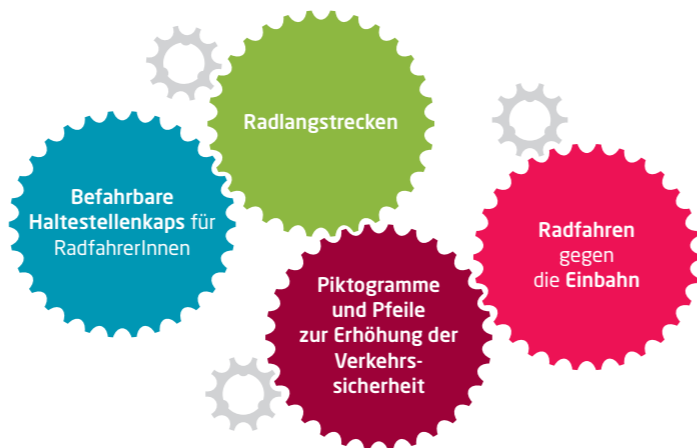 Radlangstrecken
Befahrbare
Haltestellenkaps für
RadfahrerInnen
Radfahren
gegen
die Einbahn
Piktogramme
und Pfeile
zur Erhöhung der
Verkehrs-
sicherheit